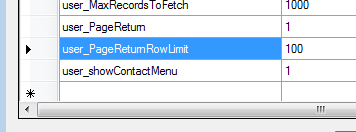 user_MaxRecordsToFetch 1000
user_PageReturn 1
user_PageReturnRowLimit 100
user_showContactMenu 1